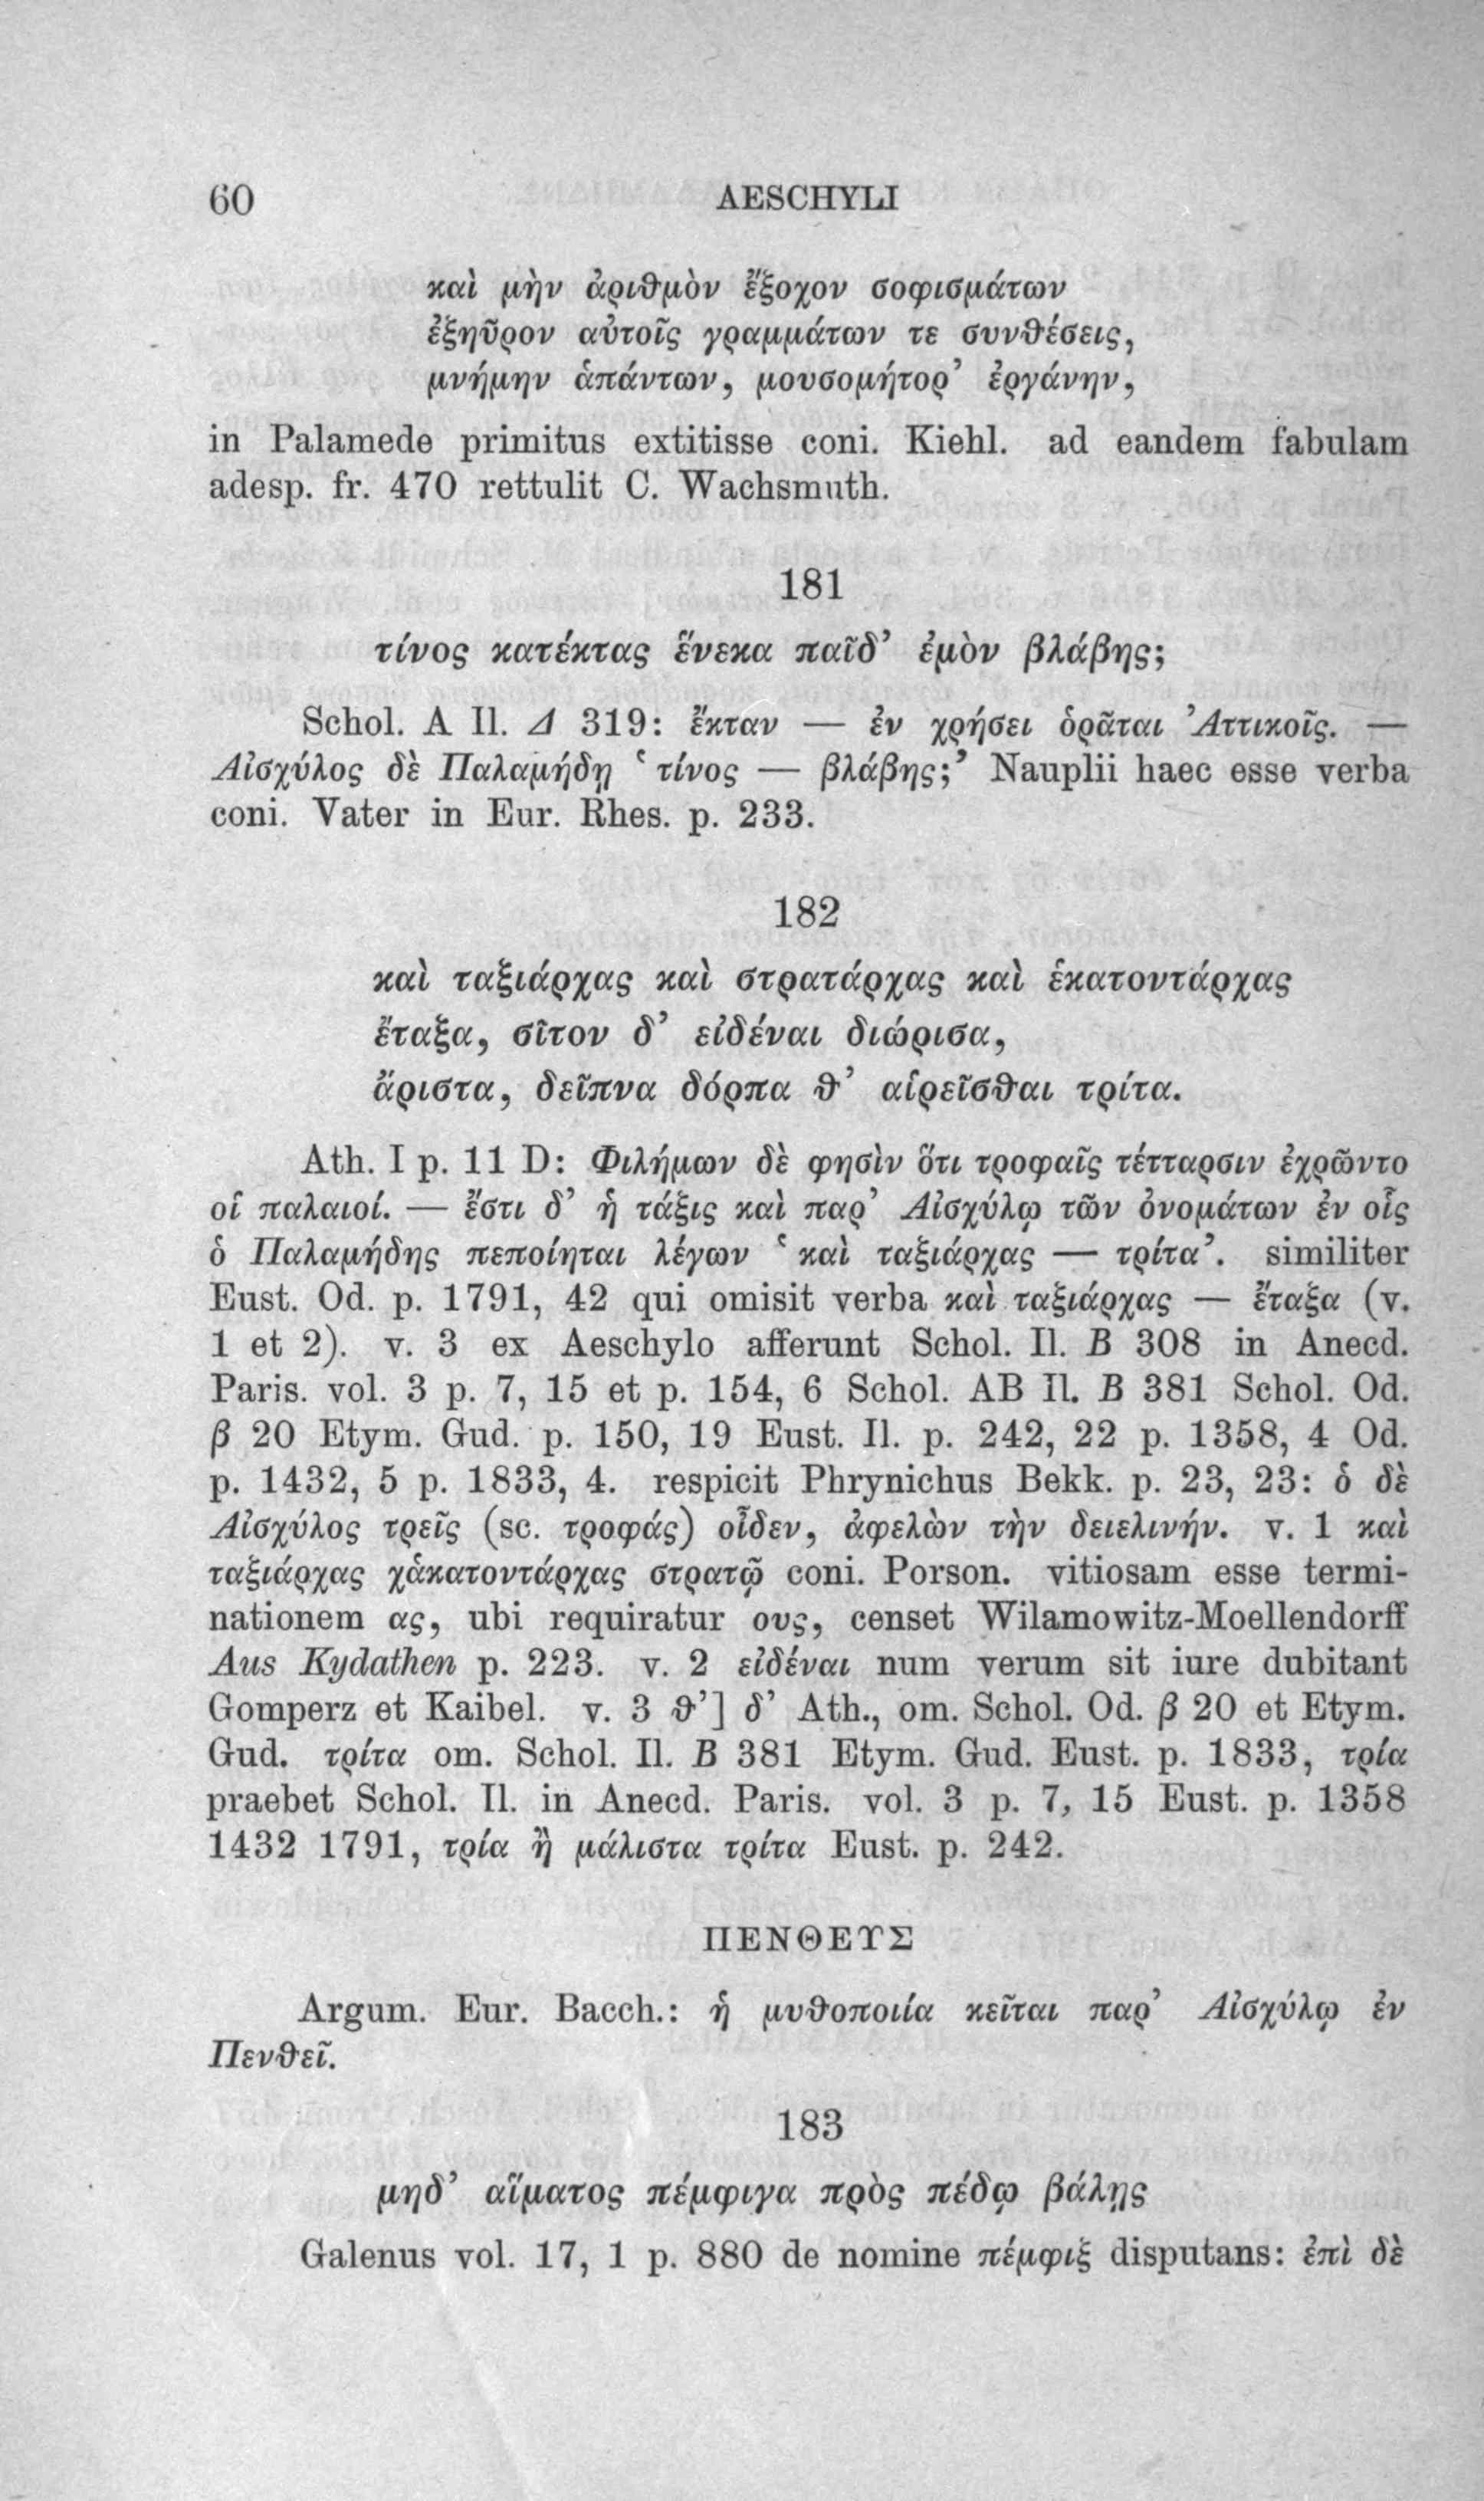 60
AESCHYLI
καὶ μὴν ἀριθμὸν ἔξοχον σοφισμάτων
ἐξηῦρον αὐτοῖς γραμμάτων τε συνθέσεις,
μνήμην ἁπάντων, μουσομήτορ’ ἐργάνην,
in Palamede primitus extitisse coni. Kiehl. ad eandem fabulam
adesp. fr. 470 rettulit C. Wachsmuth.
181
τίνος κατέκτας ἕνεκα παῖδ’ ἐμὸν βλάβης;
Schol. A Il. Δ 319: ἔκταν — ἐν χρήσει ὁρᾶται Ἀττικοῖς. —
Αἰσχύλος δὲ Παλαμήδῃ ‘τίνος — βλάβης;’ Nauplii haec esse verba
coni. Vater in Eur. Rhes. p. 233.
182
καὶ ταξιάρχας καὶ στρατάρχας καὶ ἑκατοντάρχας
ἔταξα, σῖτον δ’ εἰδέναι διώρισα,
ἄριστα, δεῖπνα δόρπα θ’ αἱρεῖσθαι τρίτα.
Ath. I p. 11 D: Φιλήμων δὲ φησὶν ὅτι τροφαῖς τέτταρσιν ἐχρῶντο
οἱ παλαιοί. — ἔστι δ’ ἡ τάξις καὶ παρ’ Αἰσχύλῳ τῶν ὀνομάτων ἐν οἷς
ὁ Παλαμήδης πεποίηται λέγων ‘καὶ ταξιάρχας — τρίτα’. similiter
Eust. Od. p. 1791, 42 qui omisit verba καὶ ταξιάρχας — ἔταξα (v.
1 et 2). v. 3 ex Aeschylo afferunt Schol. Il. B 308 in Anecd.
Paris. vol. 3 p. 7, 15 et p. 154, 6 Schol. AB Il. B 381 Schol. Od.
β 20 Etym. Gud. p. 150, 19 Eust. Il. p. 242, 22 p. 1358, 4 Od.
p. 1432, 5 p. 1833, 4. respicit Phrynichus Bekk. p. 23, 23: ὁ δὲ
Αἰσχύλος τρεῖς (sc. τροφάς) οἶδεν, ἀφελὼν τὴν δειελινήν. v. 1 καὶ
ταξιάρχας χἀκατοντάρχας στρατῷ coni. Porson. vitiosam esse termi-
nationem ας, ubi requiratur ους, censet Wilamowitz-Moellendorff
Aus Kydathen p. 223. v. 2 εἰδέναι num verum sit iure dubitant
Gomperz et Kaibel. v. 3 θ’] δ’ Ath., om. Schol. Od. β 20 et Etym.
Gud. τρίτα om. Schol. Il. B 381 Etym. Gud. Eust. p. 1833, τρία
praebet Schol. Il. in Anecd. Paris. vol. 3 p. 7, 15 Eust. p. 1358
1432 1791, τρία ἢ μάλιστα τρίτα Eust. p. 242.
ΠΕΝΘΕΥΣ
Argum. Eur. Bacch.: ἡ μυθοποιία κεῖται παρ’ Αἰσχύλῳ ἐν
Πενθεῖ.
183
μηδ’ αἵματος πέμφιγα πρὸς πέδῳ βάλῃς
Galenus vol. 17, 1 p. 880 de nomine πέμφιξ disputans: ἐπὶ δὲ